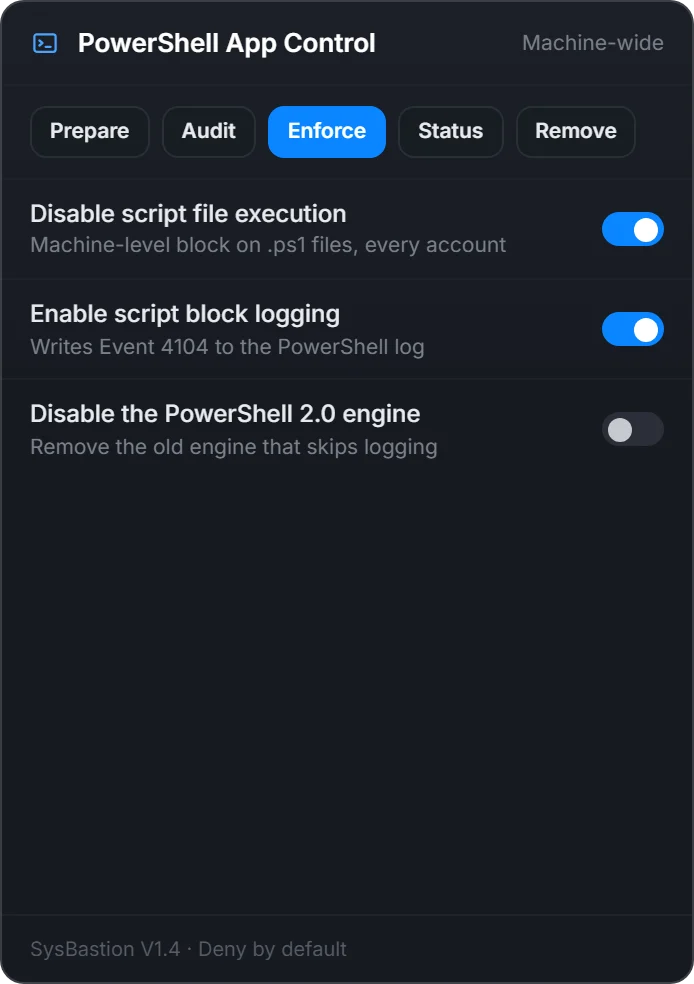 PowerShell App Control
Machine-wide
Prepare
Audit
Enforce
Status
Remove
Disable script file execution
Machine-level block on .ps1 files, every account
Enable script block logging
Writes Event 4104 to the PowerShell log
Disable the PowerShell 2.0 engine
Remove the old engine that skips logging
SysBastion V1.4 · Deny by default